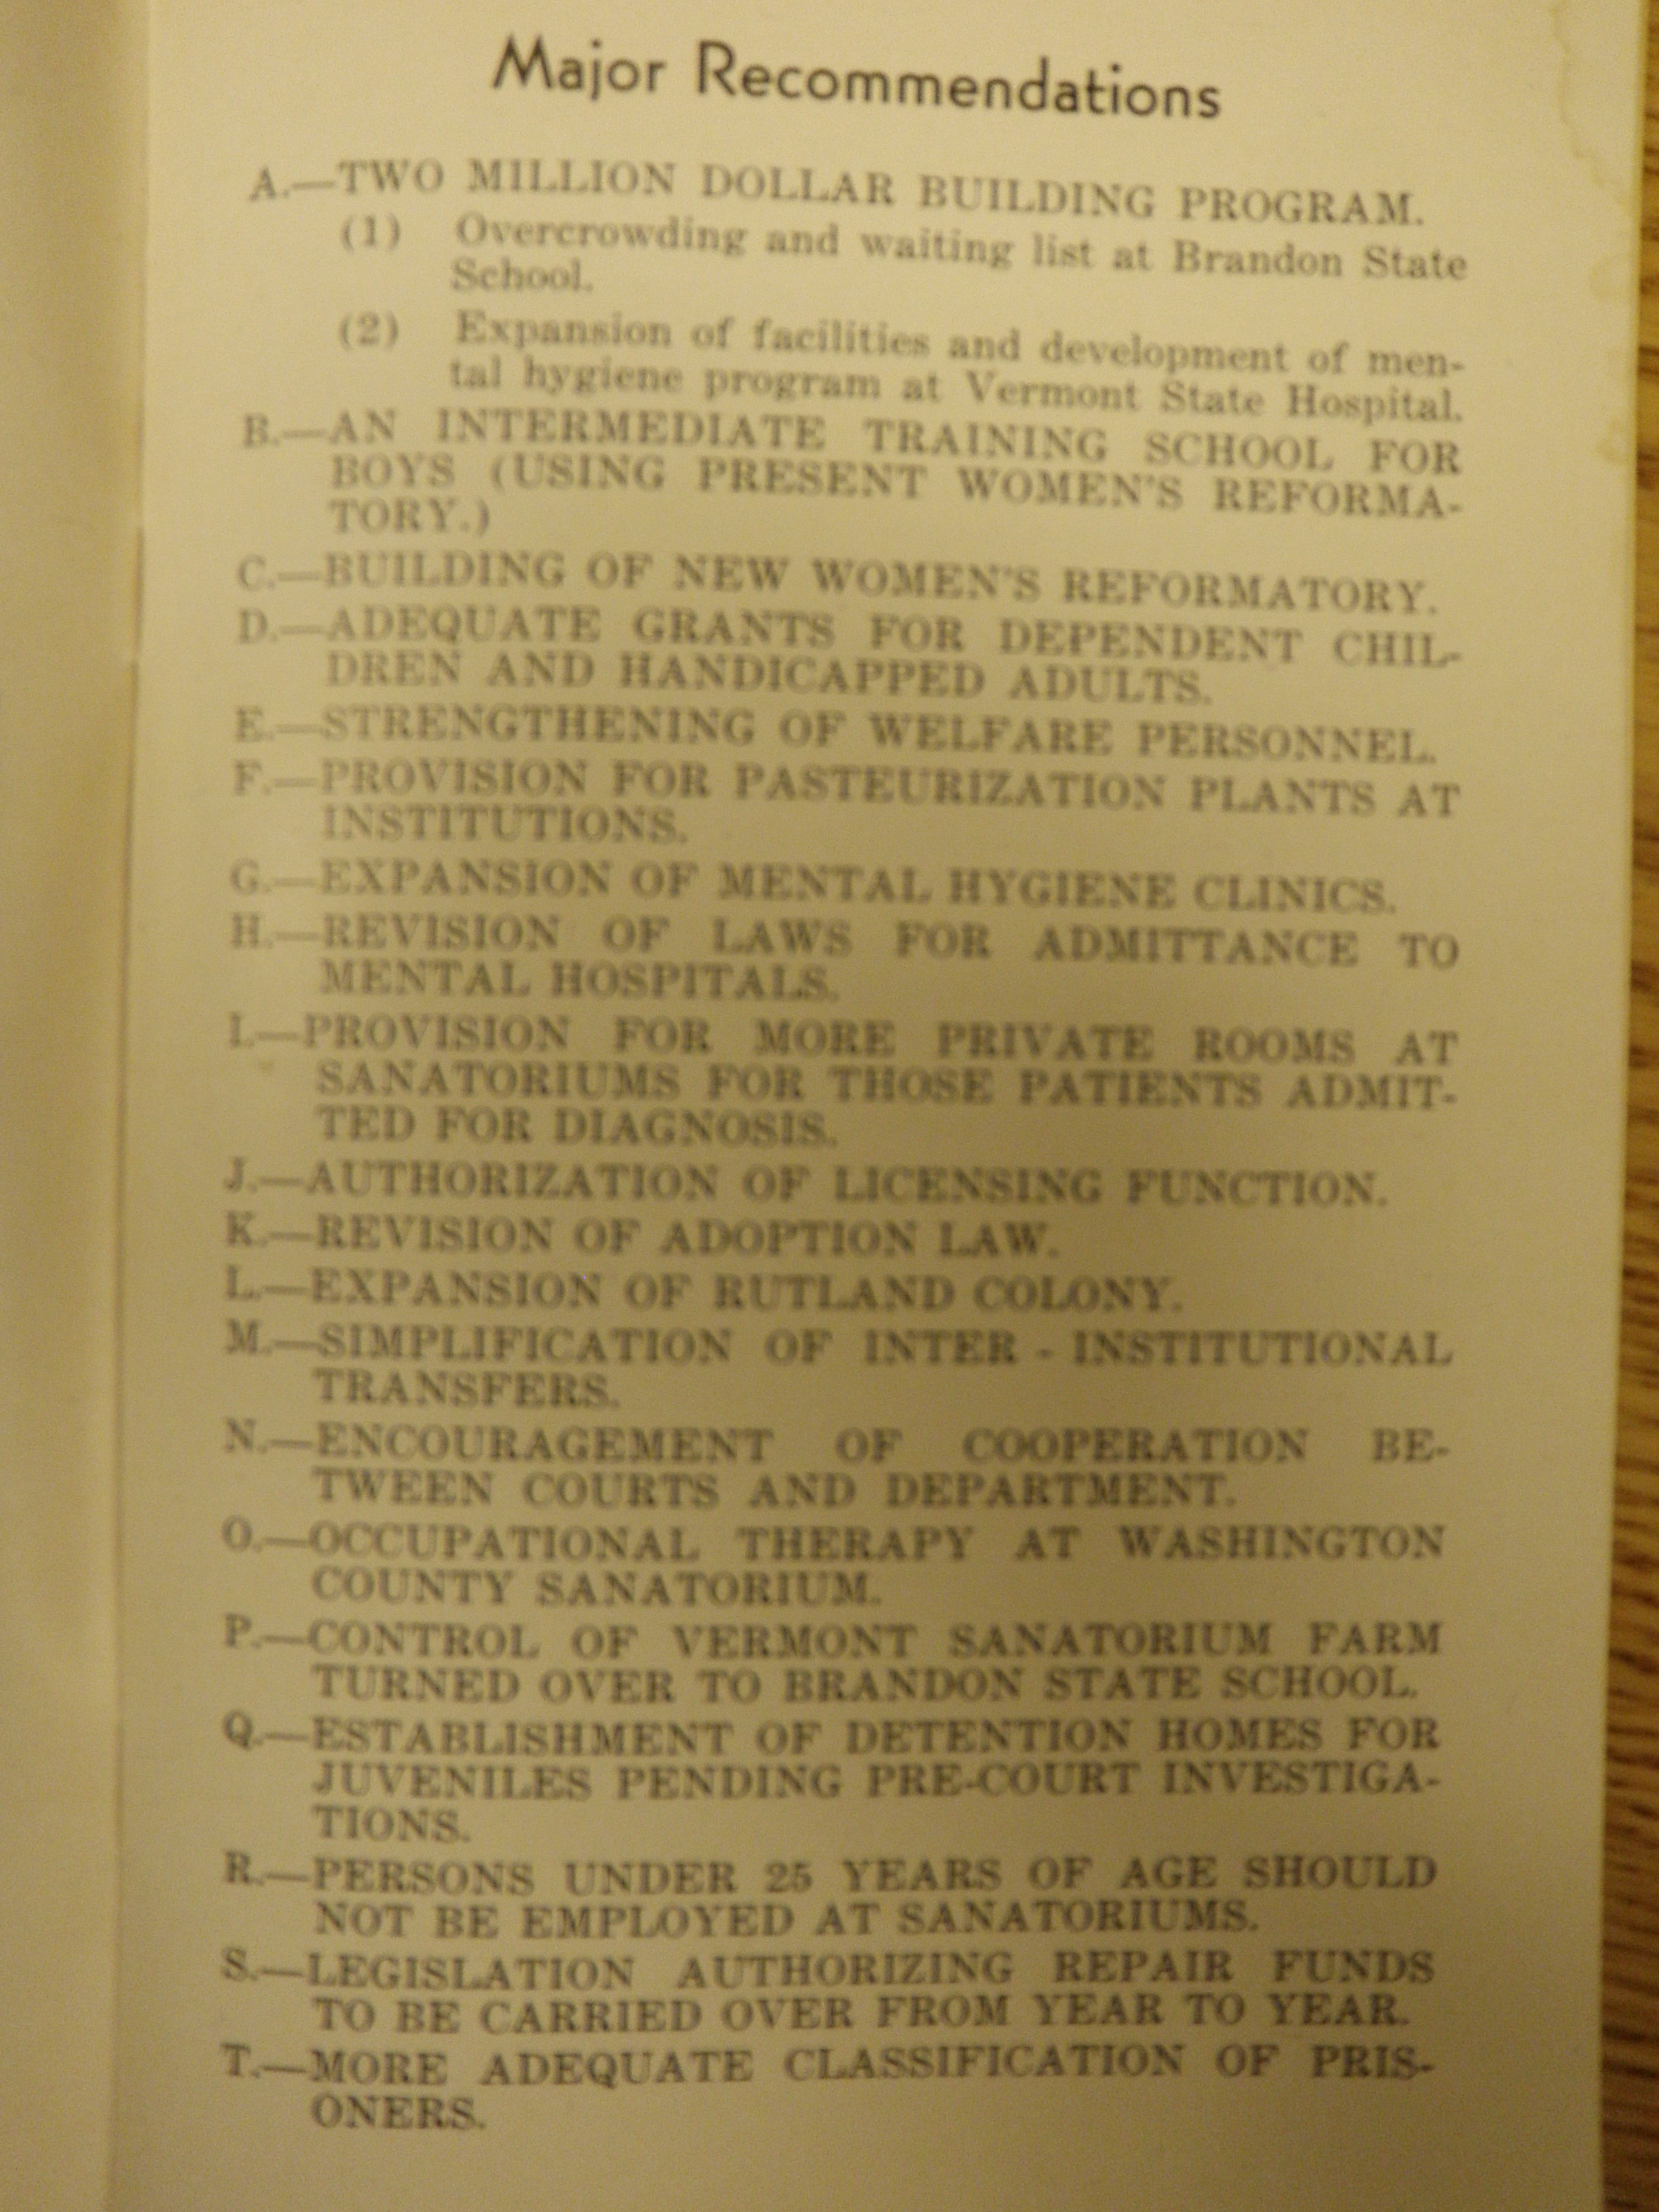 Major Recommendations
A.—TWO MILLION DOLLAR BUILDING PROGRAM.
(1) Overcrowding and waiting list at Brandon State
School.
(2) Expansion of facilities and development of men-
tal hygiene program at Vermont State Hospital.
B.—AN INTERMEDIATE TRAINING SCHOOL FOR
BOYS (USING PRESENT WOMEN'S REFORMA-
TORY.)
C.—BUILDING OF NEW WOMEN'S REFORMATORY.
D.—ADEQUATE GRANTS FOR DEPENDENT CHIL-
DREN AND HANDICAPPED ADULTS.
E.—STRENGTHENING OF WELFARE PERSONNEL.
F.—PROVISION FOR PASTEURIZATION PLANTS AT
INSTITUTIONS.
G.—EXPANSION OF MENTAL HYGIENE CLINICS.
H.—REVISION OF LAWS FOR ADMITTANCE TO
MENTAL HOSPITALS.
I.—PROVISION FOR MORE PRIVATE ROOMS AT
SANATORIUMS FOR THOSE PATIENTS ADMIT-
TED FOR DIAGNOSIS.
J.—AUTHORIZATION OF LICENSING FUNCTION.
K.—REVISION OF ADOPTION LAW.
L.—EXPANSION OF RUTLAND COLONY.
M.—SIMPLIFICATION OF INTER - INSTITUTIONAL
TRANSFERS.
N.—ENCOURAGEMENT OF COOPERATION BE-
TWEEN COURTS AND DEPARTMENT.
O.—OCCUPATIONAL THERAPY AT WASHINGTON
COUNTY SANATORIUM.
P.—CONTROL OF VERMONT SANATORIUM FARM
TURNED OVER TO BRANDON STATE SCHOOL.
Q.—ESTABLISHMENT OF DETENTION HOMES FOR
JUVENILES PENDING PRE-COURT INVESTIGA-
TIONS.
R.—PERSONS UNDER 25 YEARS OF AGE SHOULD
NOT BE EMPLOYED AT SANATORIUMS.
S.—LEGISLATION AUTHORIZING REPAIR FUNDS
TO BE CARRIED OVER FROM YEAR TO YEAR.
T.—MORE ADEQUATE CLASSIFICATION OF PRIS-
ONERS.